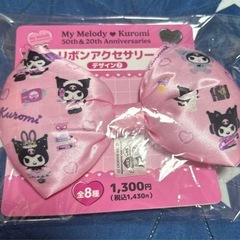 My Melody ♥ Kuromi
50th & 20th Anniversaries
リボンアクセサリー
デザイン②
Kuromi
全8種
1,300円
(税込1,430円)